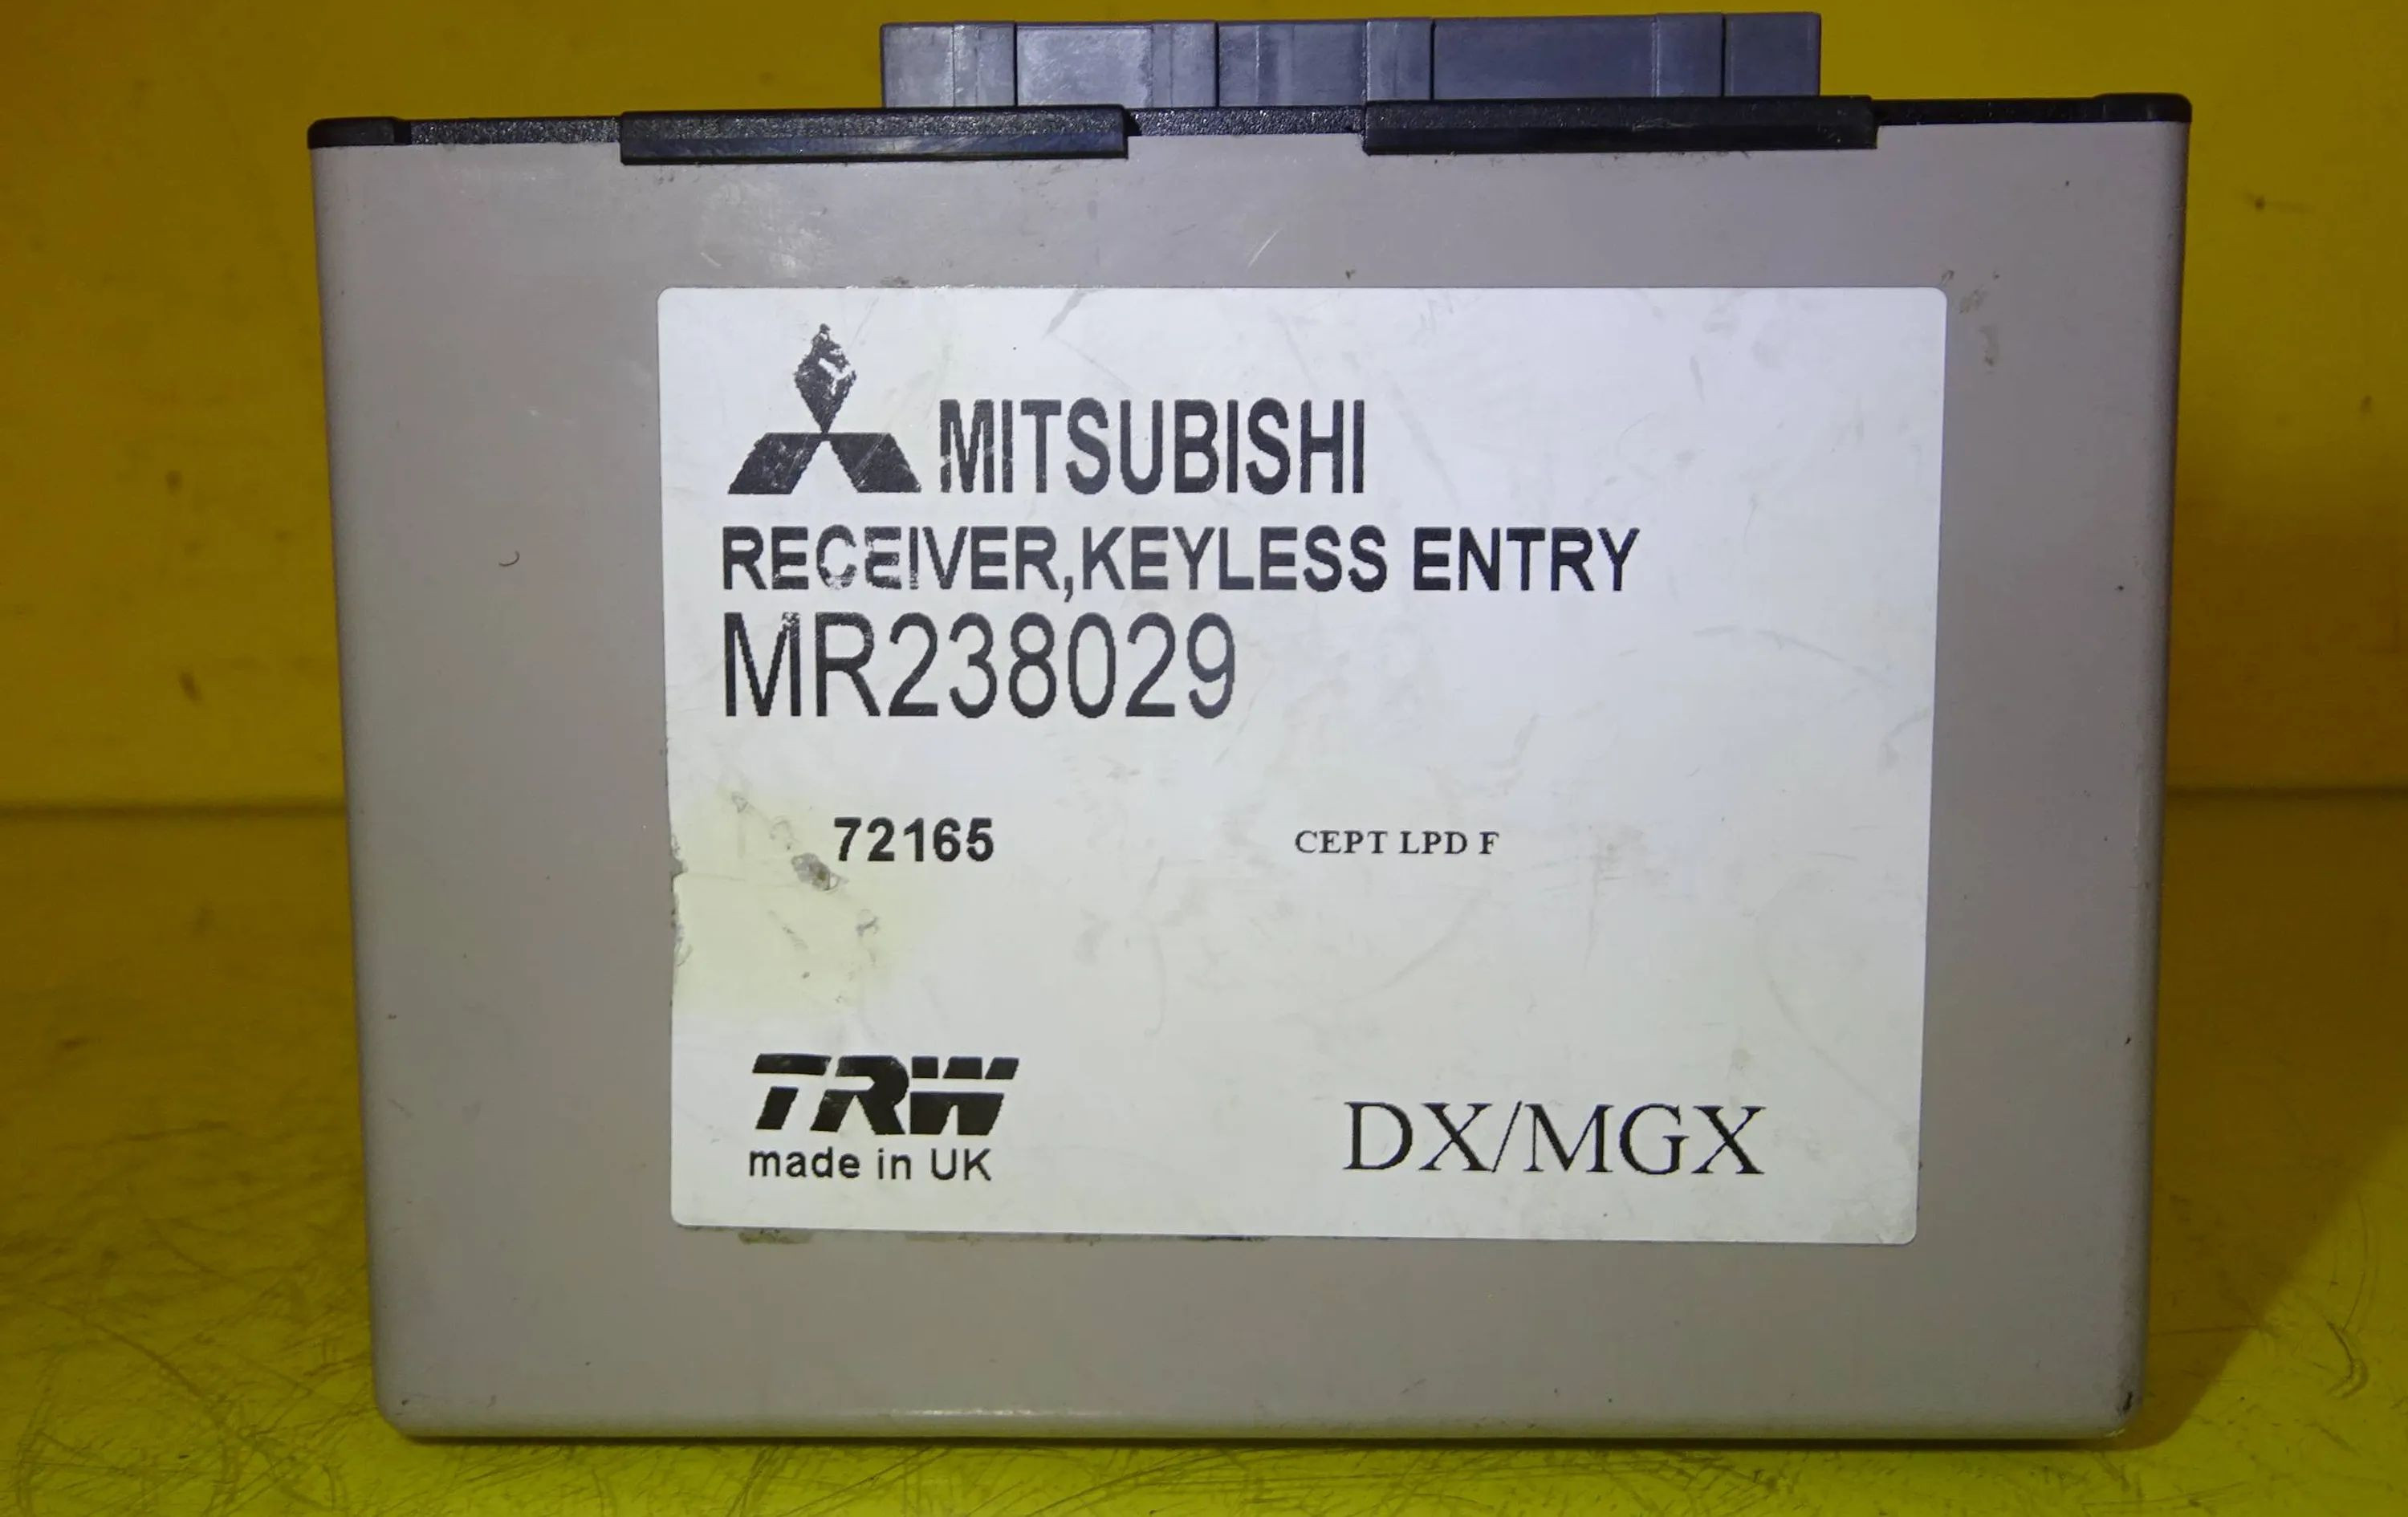 MITSUBISHI
RECEIVER,KEYLESS ENTRY
MR238029
72165 CEPT LPD F
TRW
made in UK DX/MGX